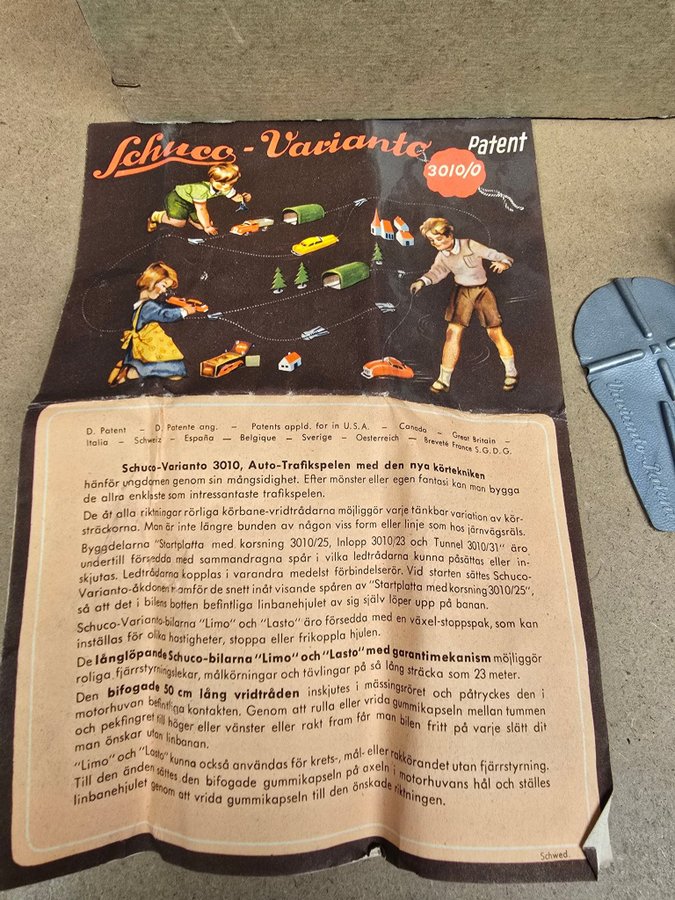 Schuco - Varianto Patent
3010/0
D. Patent – D. Patente ang. – Patents appld. for in U.S.A. – Canada – Great Britain –
Italia – Schweiz – España – Belgique – Sverige – Oesterreich – Breveté France S.G.D.G.
Schuco-Varianto 3010, Auto-Trafikspelen med den nya körtekniken
hänför ungdomen genom sin mångsidighet. Efter mönster eller egen fantasi kan man bygga
de allra enklaste som intressantaste trafikspelen.
De åt alla riktningar rörliga körbane-vridtrådarna möjliggör varje tänkbar variation av kör-
sträckorna. Man är inte längre bunden av någon viss form eller linje som hos järnvägsräls.
Byggdelarna "Startplatta med korsning 3010/25, Inlopp 3010/23 och Tunnel 3010/31" äro
undertill försedda med sammandragna spår i vilka ledtrådarna kunna påsättas eller in-
skjutas. Ledtrådarna kopplas i varandra medelst förbindelserör. Vid starten sättes Schuco-
Varianto-åkdonen framför de snett inåt visande spåren av "Startplatta med korsning 3010/25",
så att det i bilens botten befintliga linbanehjulet av sig själv löper upp på banan.
Schuco-Varianto-bilarna "Limo" och "Lasto" äro försedda med en växel-stoppspak, som kan
inställas för olika hastigheter, stoppa eller frikoppla hjulen.
De långlöpande Schuco-bilarna "Limo" och "Lasto" med garantimekanism möjliggör
roliga fjärrstyrningslekar, målkörningar och tävlingar på så lång sträcka som 23 meter.
Den bifogade 50 cm lång vridtråden inskjutes i mässingsröret och påtryckes den i
motorhuvan befintliga kontakten. Genom att rulla eller vrida gummikapseln mellan tummen
och pekfingret till höger eller vänster eller rakt fram får man bilen fritt på varje slätt dit
man önskar utan linbanan.
"Limo" och "Lasto" kunna också användas för krets-, mål- eller rakkörandet utan fjärrstyrning.
Till den änden sättes den bifogade gummikapseln på axeln i motorhuvans hål och ställes
linbanehjulet genom att vrida gummikapseln till den önskade riktningen.
Schwed.
Varianto Patent